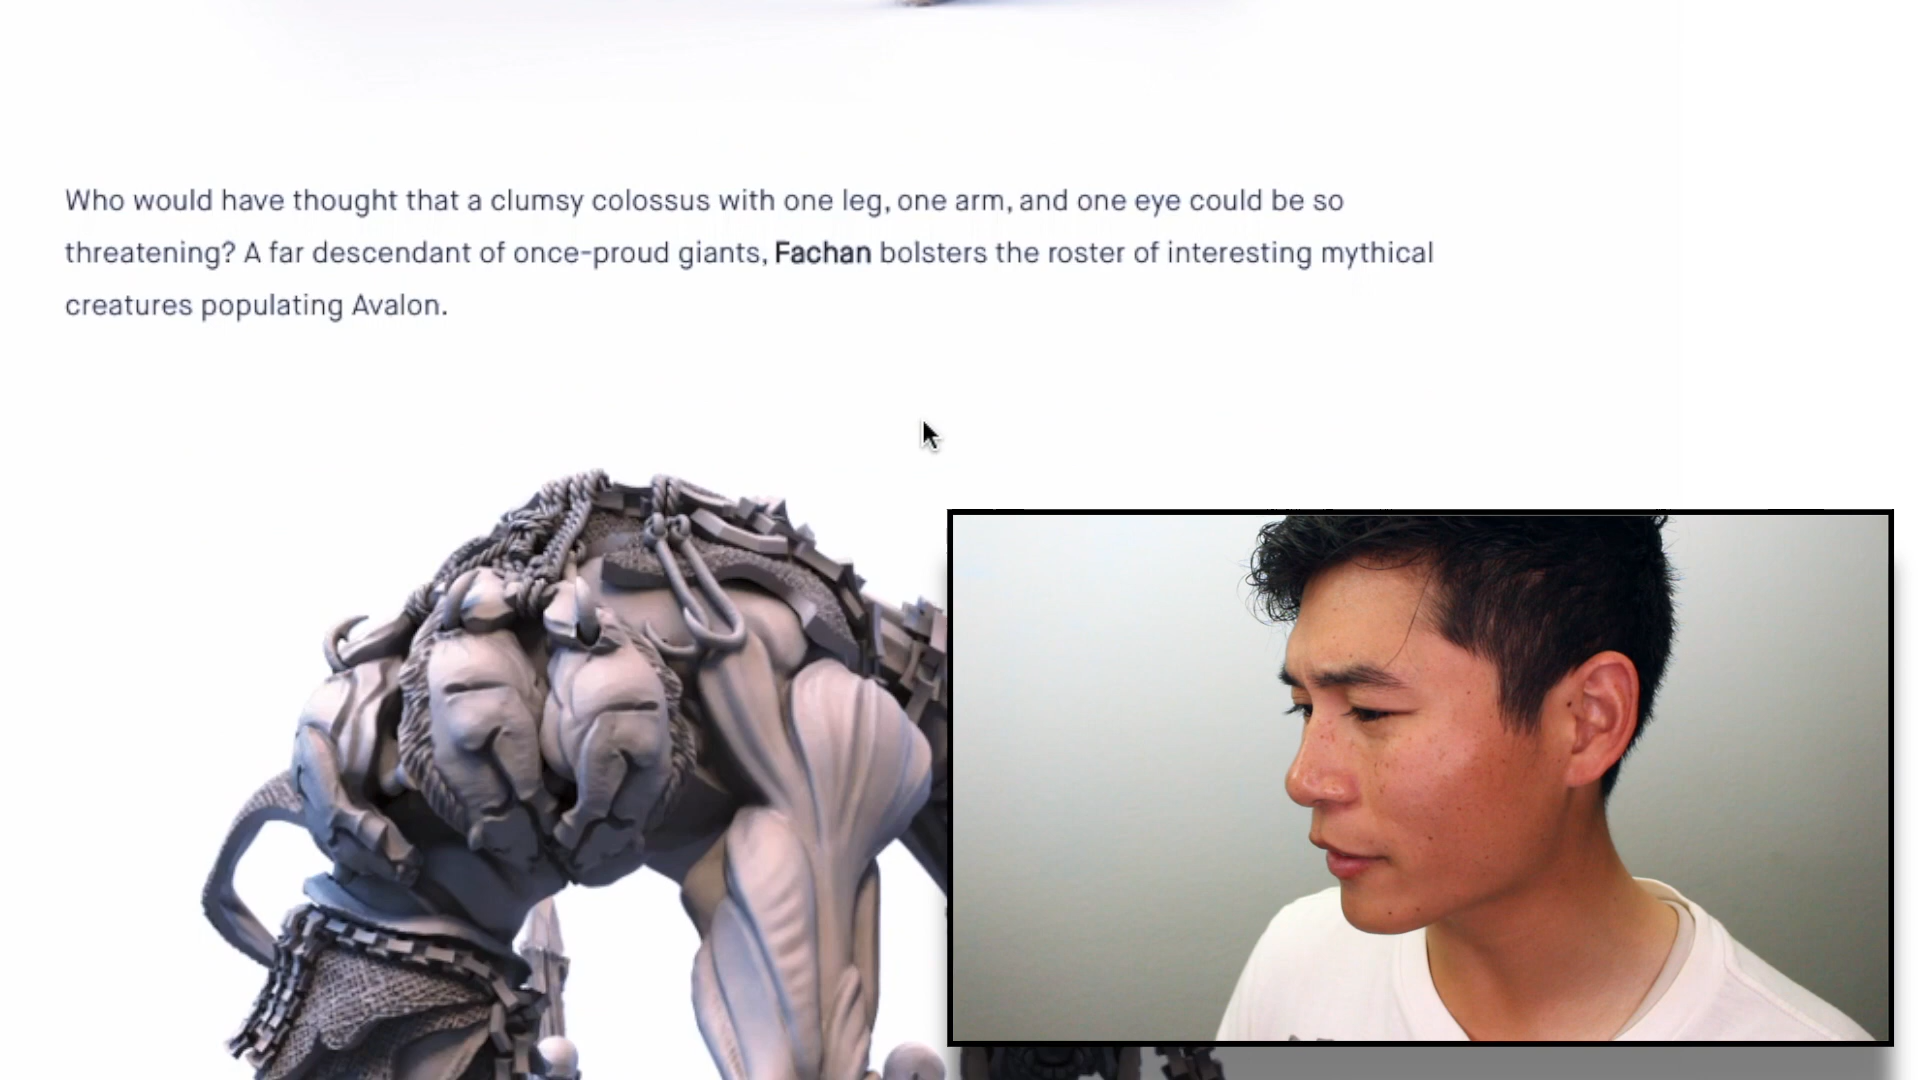 Who would have thought that a clumsy colossus with one leg, one arm, and one eye could be so
threatening? A far descendant of once-proud giants, Fachan bolsters the roster of interesting mythical
creatures populating Avalon.